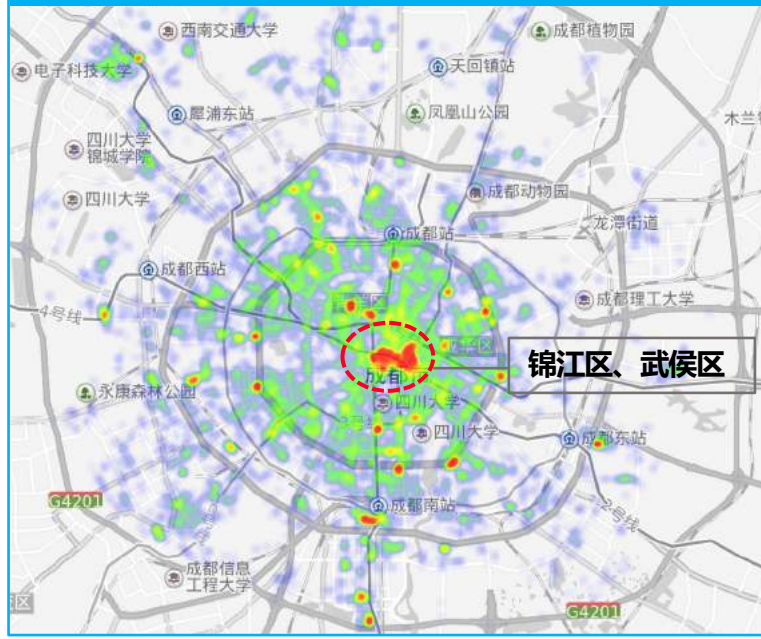 西南交通大学
成都植物园
电子科技大学
天回镇站
犀浦东站
凤凰山公园
木兰
四川大学
锦城学院
四川大学
成都动物园
龙潭街道
成都站
成都西站
成都理工大学
4号线
锦江区、武侯区
成都
永康森林公园
四川大学
四川大学
成都东站
G4201
成都南站
2号线
成都信息
工程大学
区
G4201